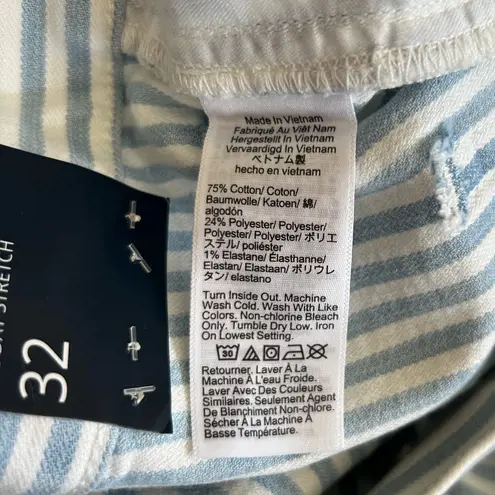 Made In Vietnam
Fabriqué Au Viêt Nam
Hergestellt In Vietnam
Vervaardigd In Vietnam
ベトナム製
hecho en vietnam
75% Cotton/ Coton/
Baumwolle/ Katoen/ 綿/
algodón
24% Polyester/ Polyester/
Polyester/ Polyester/ ポリエ
ステル/ poliéster
1% Elastane/ Élasthanne/
Elastan/ Elastaan/ ポリウレ
タン/ elastano
Turn Inside Out. Machine
Wash Cold. Wash With Like
Colors. Non-chlorine Bleach
Only. Tumble Dry Low. Iron
On Lowest Setting.
30
Retourner. Laver À La
Machine À L'eau Froide.
Laver Avec Des Couleurs
Similaires. Seulement Agent
De Blanchiment Non-chlore.
Sécher À La Machine À
Basse Température.
STRETCH
32